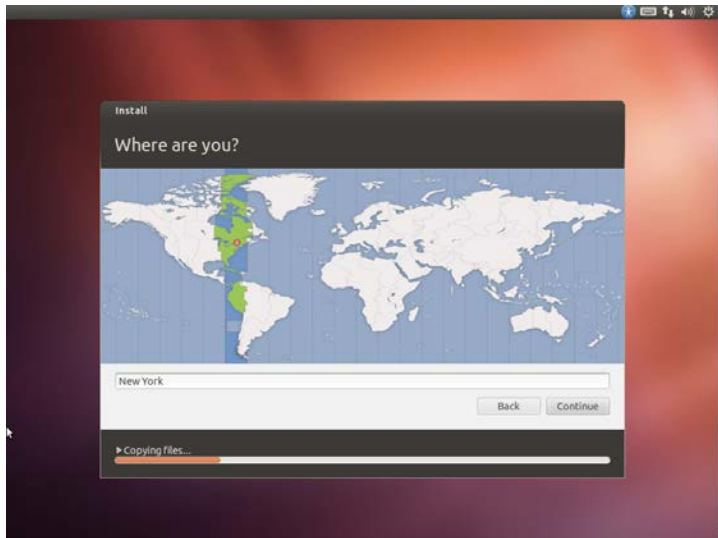 Install
Where are you?
New York
Back
Continue
Copying files...